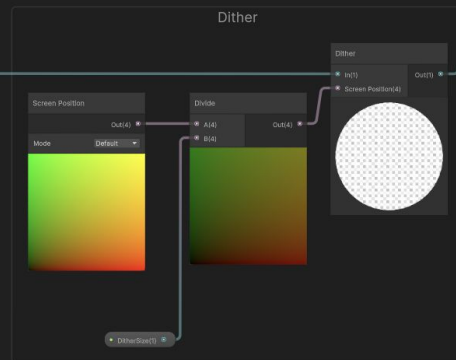 Dither
Dither
In(1) Out(1)
Screen Position(4)
Screen Position
Out(4)
Mode Default
Divide
A(4) Out(4)
B(4)
DitherSize(1)